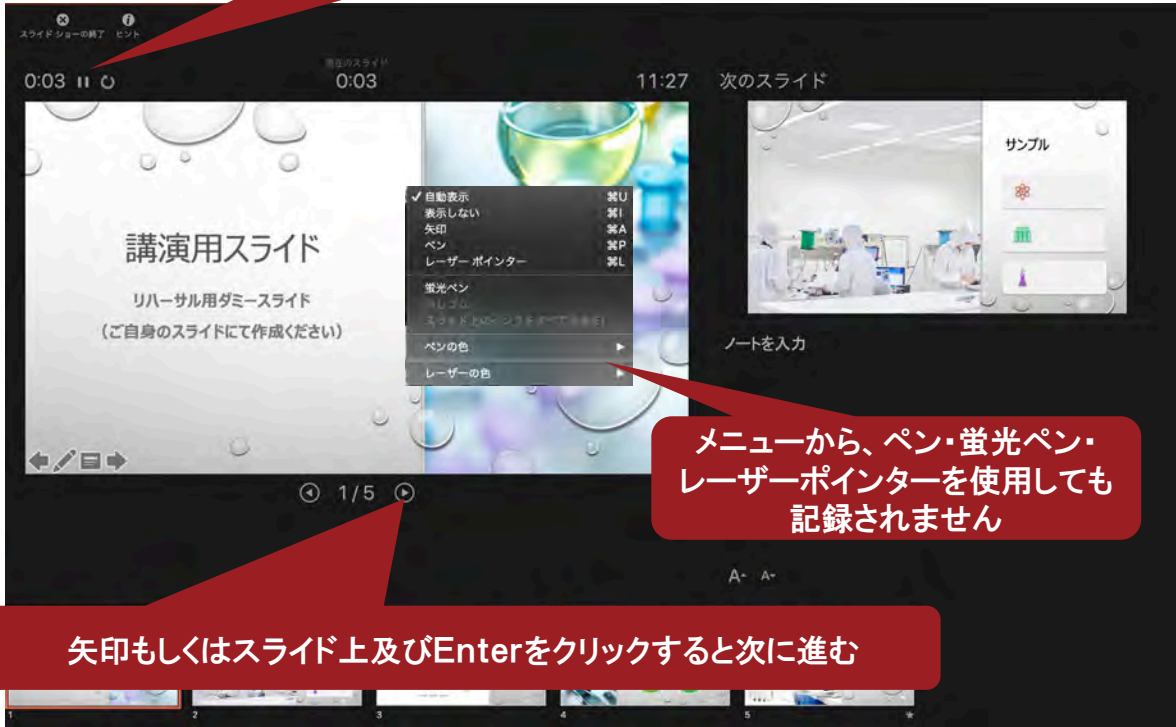 スライド ショーの終了 ヒント
現在のスライド
0:03 0:03 11:27 次のスライド
講演用スライド
リハーサル用ダミースライド
（ご自身のスライドにて作成ください）
✓ 自動表示 ⌘U
表示しない ⌘I
矢印 ⌘A
ペン ⌘P
レーザー ポインター ⌘L
蛍光ペン
ペンの色
レーザーの色
サンプル
ノートを入力
メニューから、ペン・蛍光ペン・
レーザーポインターを使用しても
記録されません
1/5
A A
矢印もしくはスライド上及びEnterをクリックすると次に進む
1 2 3 4 5